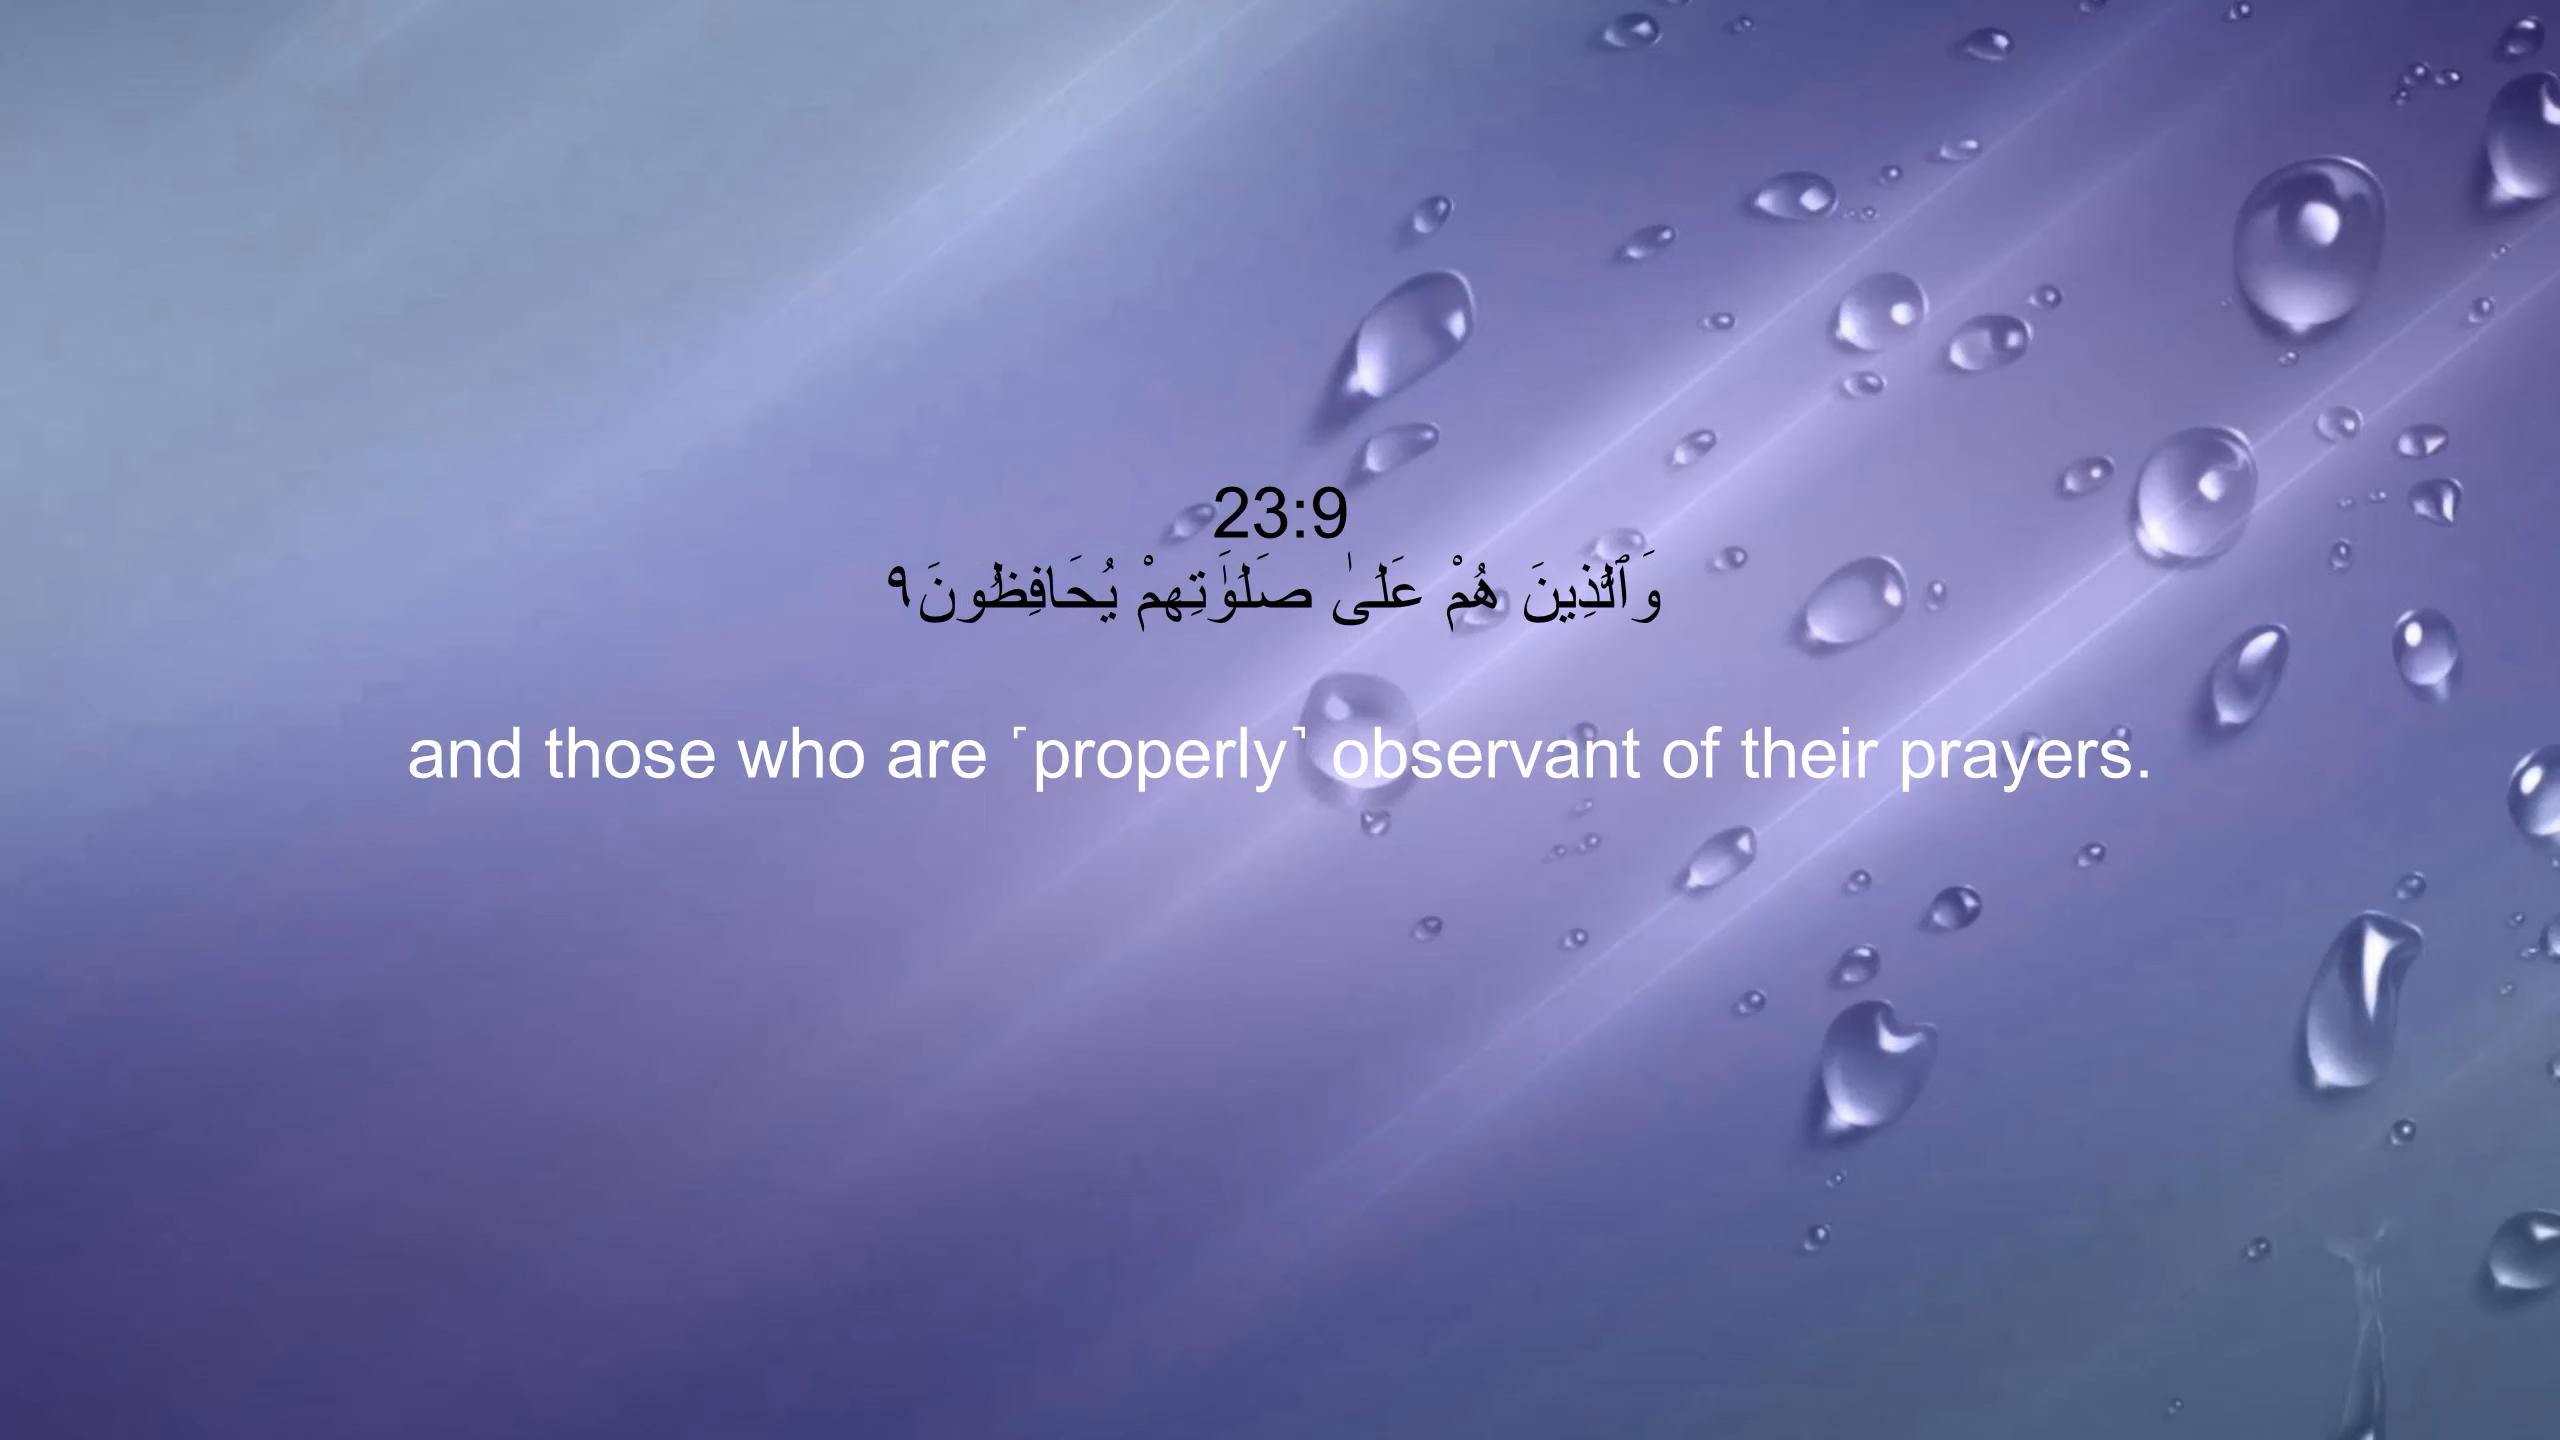 23:9
وَٱلَّذِينَ هُمْ عَلَىٰ صَلَوَٰتِهِمْ يُحَافِظُونَ ٩
and those who are ˹properly˺ observant of their prayers.